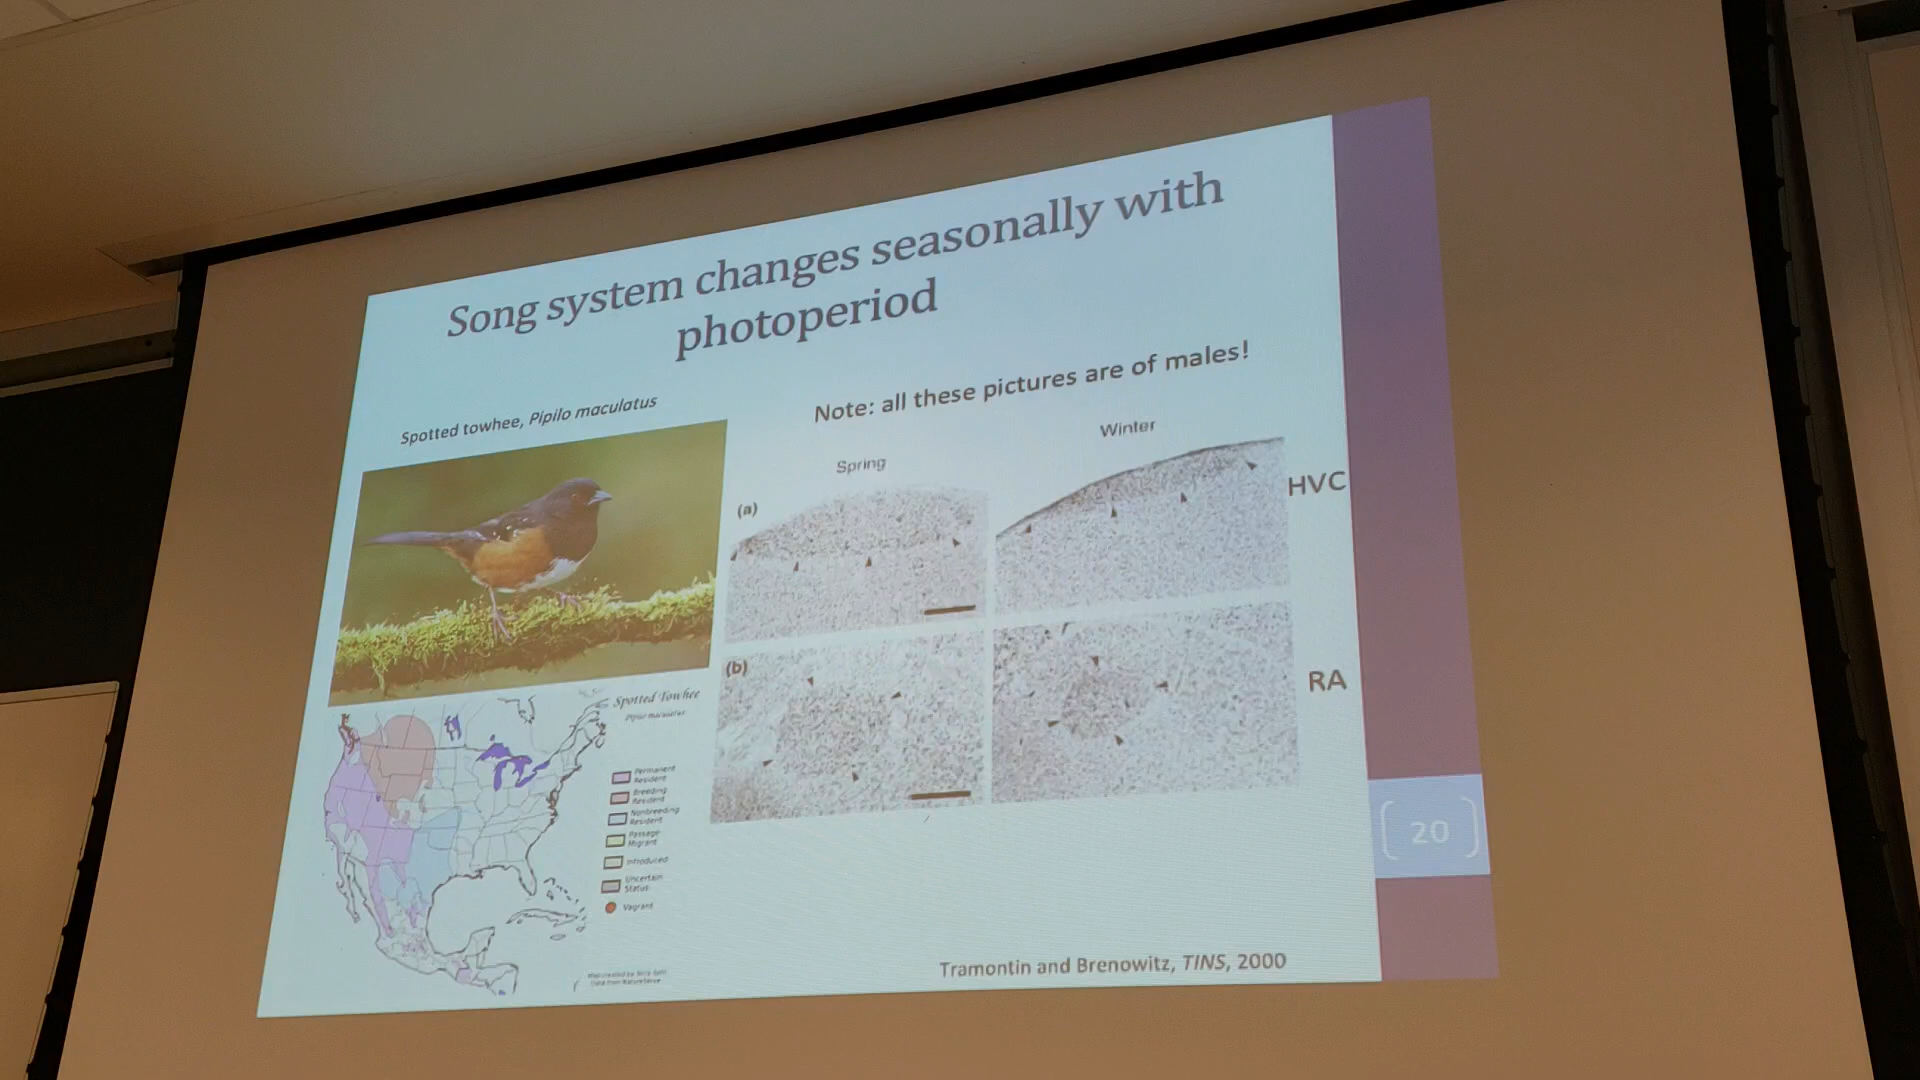 Song system changes seasonally with
photoperiod
Note: all these pictures are of males!
Spotted towhee, Pipilo maculatus
Spring
Winter
(a)
HVC
(b)
RA
Spotted Towhee
Pipilo maculatus
Permanent
Resident
Breeding
Resident
Nonbreeding
Resident
Passage
Migrant
Introduced
Uncertain
Status
Vagrant
20
Tramontin and Brenowitz, TINS, 2000